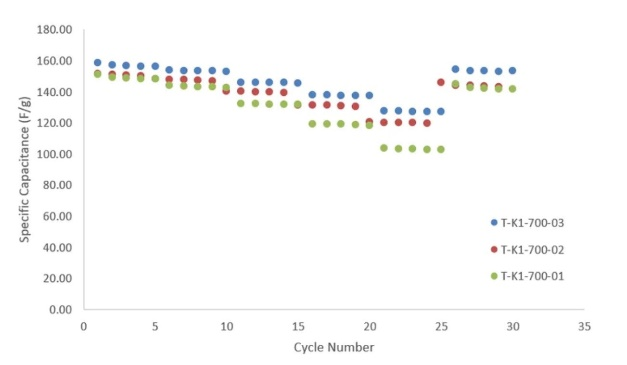 180.00
160.00
140.00
120.00
100.00
80.00
60.00
40.00
20.00
0.00
Specific Capacitance (F/g)
T-K1-700-03
T-K1-700-02
T-K1-700-01
0 5 10 15 20 25 30 35
Cycle Number